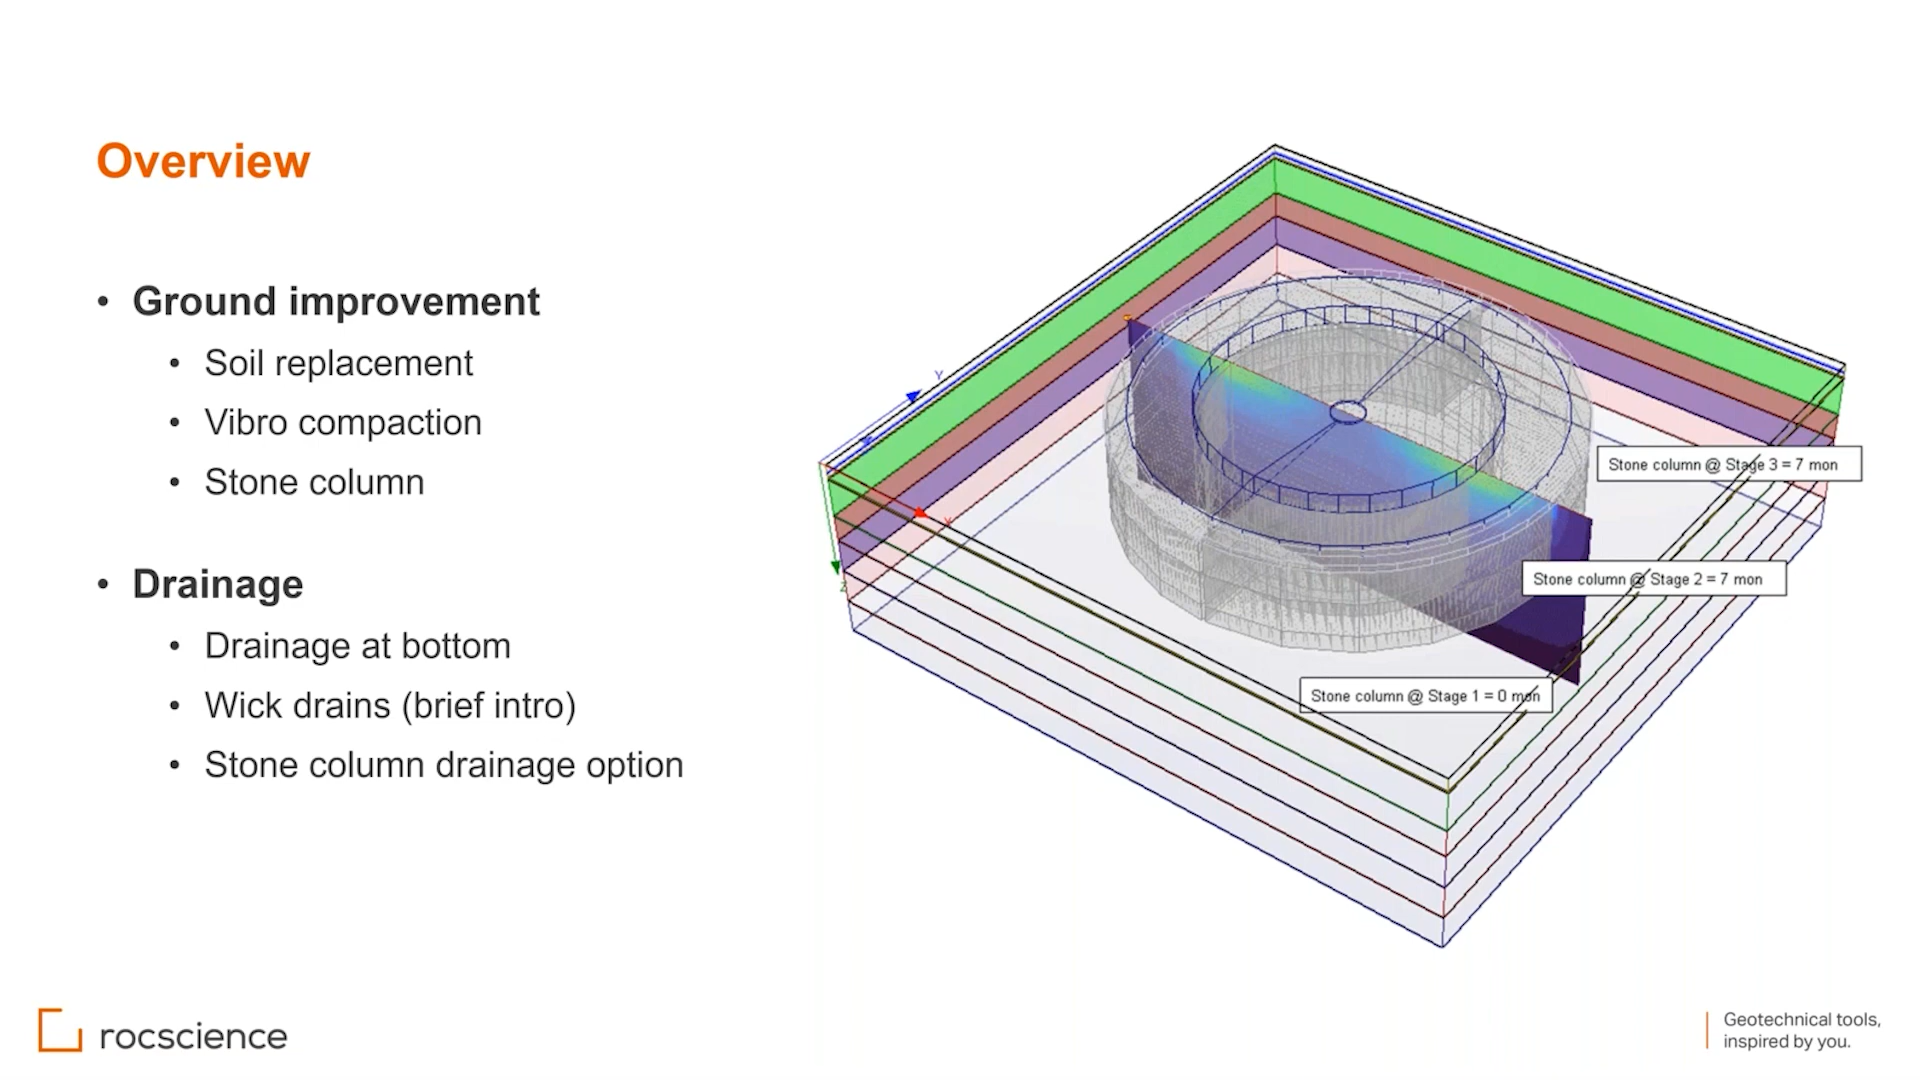 Overview
• Ground improvement
• Soil replacement
• Vibro compaction
• Stone column
• Drainage
• Drainage at bottom
• Wick drains (brief intro)
• Stone column drainage option
Y
X
Z
Stone column @ Stage 3 = 7 mon
Stone column @ Stage 2 = 7 mon
Stone column @ Stage 1 = 0 mon
rocscience
Geotechnical tools,
inspired by you.